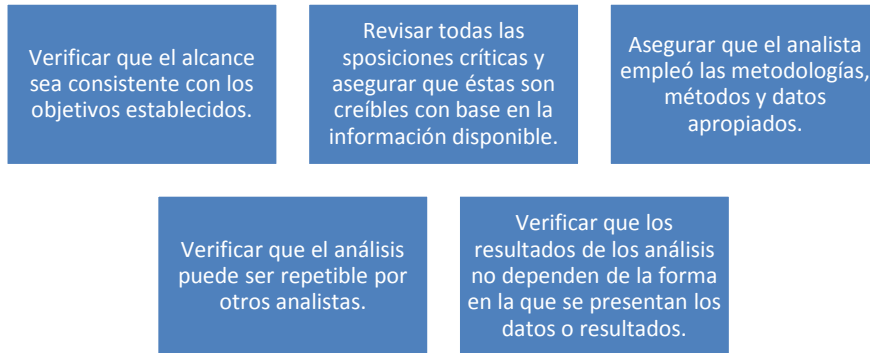 Verificar que el alcance
sea consistente con los
objetivos establecidos.
Revisar todas las
sposiciones críticas y
asegurar que éstas son
creíbles con base en la
información disponible.
Asegurar que el analista
empleó las metodologías,
métodos y datos
apropiados.
Verificar que el análisis
puede ser repetible por
otros analistas.
Verificar que los
resultados de los análisis
no dependen de la forma
en la que se presentan los
datos o resultados.